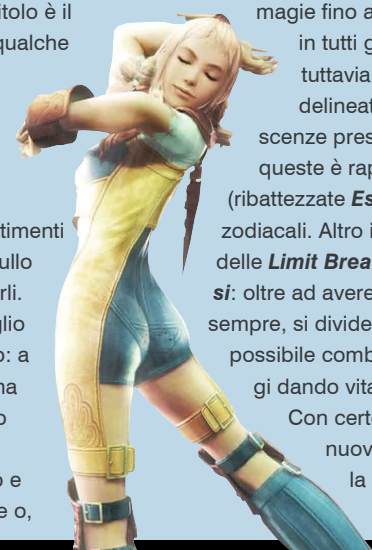 itolo è il
qualche
timenti
ullo
rli.
glio
o: a
na
o
o e
e o,
magie fino a
in tutti g
tuttavia
delineat
scenze pres
queste è rap
(ribattezzate Es
zodiacali. Altro i
delle Limit Brea
si: oltre ad avere
sempre, si divide
possibile comb
gi dando vita
Con certe
nuov
la